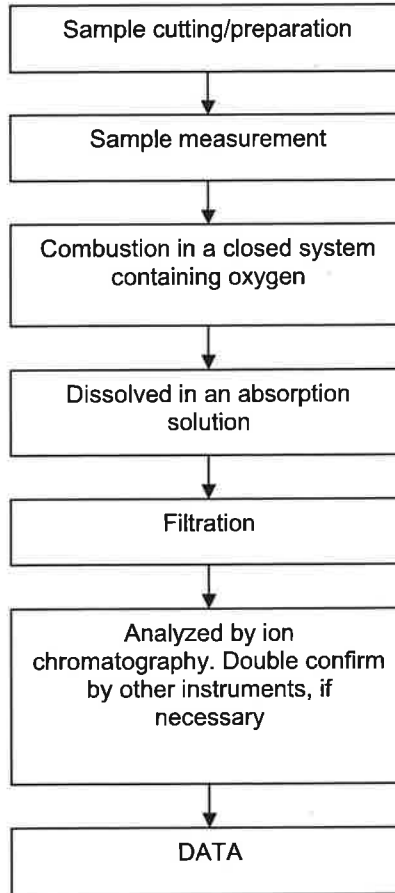 Sample cutting/preparation
Sample measurement
Combustion in a closed system
containing oxygen
Dissolved in an absorption
solution
Filtration
Analyzed by ion
chromatography. Double confirm
by other instruments, if
necessary
DATA